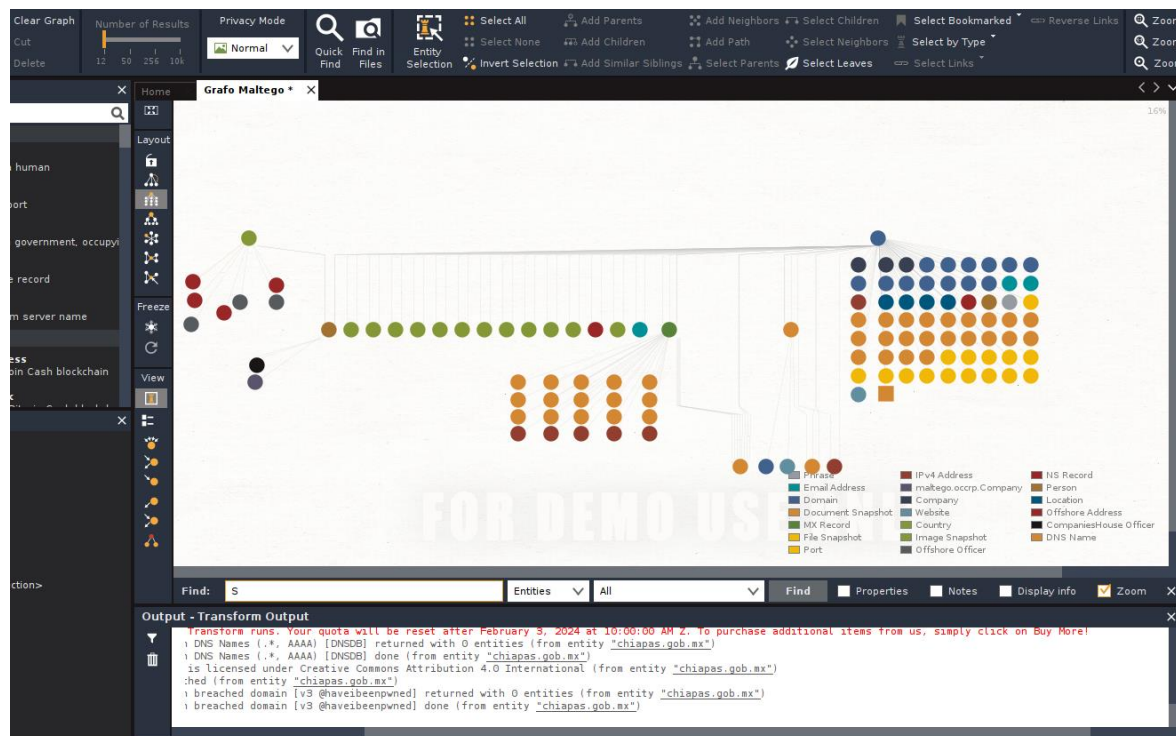 Clear Graph
Cut
Delete
Number of Results
12 50 256 10k
Privacy Mode
Normal
Quick Find
Find in Files
Entity Selection
Select All
Select None
Invert Selection
Add Parents
Add Children
Add Similar Siblings
Add Neighbors
Add Path
Select Parents
Select Children
Select Neighbors
Select Leaves
Select Bookmarked
Select by Type
Select Links
Reverse Links
Zoom
Zoom
Zoom
Home
Grafo Maltego *
16%
human
government, occupyi
record
server name
Cash blockchain
Layout
Freeze
View
FOR DEMO USE
Phrase
Email Address
Domain
Document Snapshot
MX Record
File Snapshot
Port
IPv4 Address
maltego.occrp.Company
Company
Website
Country
Image Snapshot
Offshore Officer
NS Record
Person
Location
Offshore Address
CompaniesHouse Officer
DNS Name
ction>
Find: S Entities All Find Properties Notes Display info Zoom
Output - Transform Output
Transform runs. Your quota will be reset after February 3, 2024 at 10:00:00 AM Z. To purchase additional items from us, simply click on Buy More!
DNS Names (.*, AAAA) [DNSDB] returned with 0 entities (from entity "chiapas.gob.mx")
DNS Names (.*, AAAA) [DNSDB] done (from entity "chiapas.gob.mx")
is licensed under Creative Commons Attribution 4.0 International (from entity "chiapas.gob.mx")
ched (from entity "chiapas.gob.mx")
breached domain [v3 @haveibeenpwned] returned with 0 entities (from entity "chiapas.gob.mx")
breached domain [v3 @haveibeenpwned] done (from entity "chiapas.gob.mx")